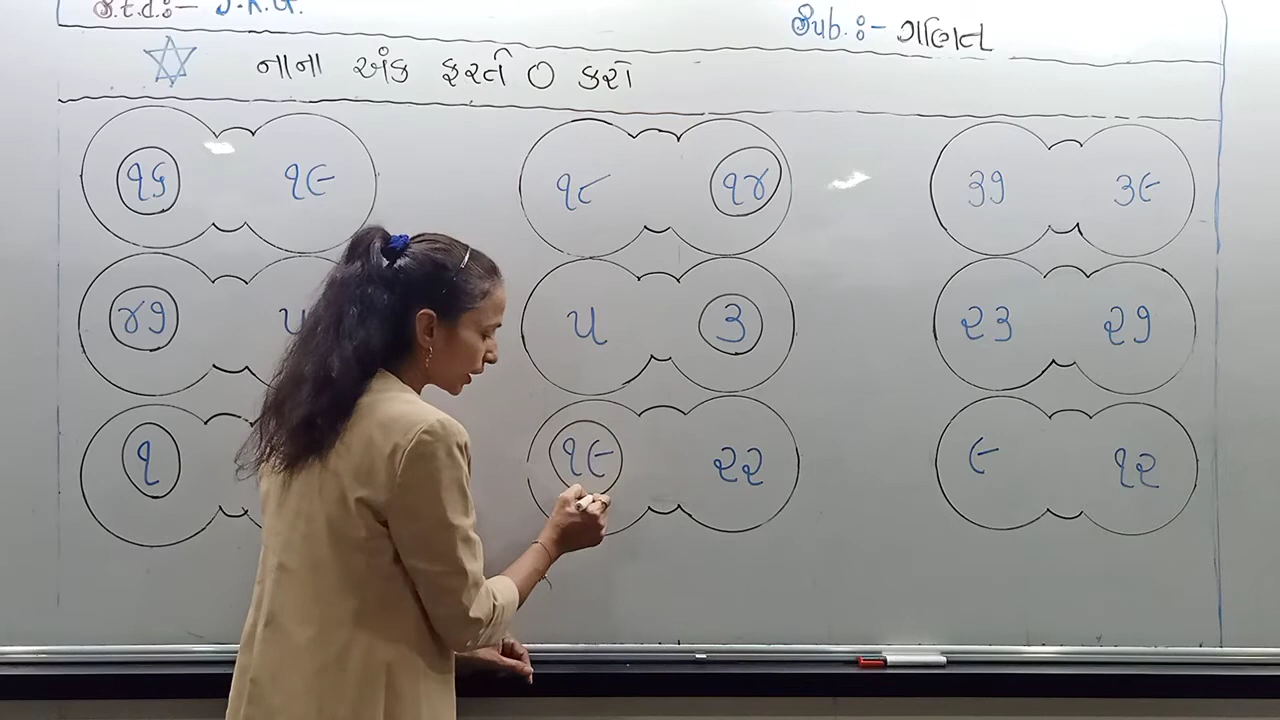 S.t.d.:- J.K.G. Sub.:- ગણિત
નાના અંક ફરતે O કરો
૧૬ ૧૯ ૧૮ ૧૪ ૩૭ ૩૯
૪૭ ૫ ૩ ૨૩ ૨૭
૧ ૧૯ ૨૨ ૯ ૧૨